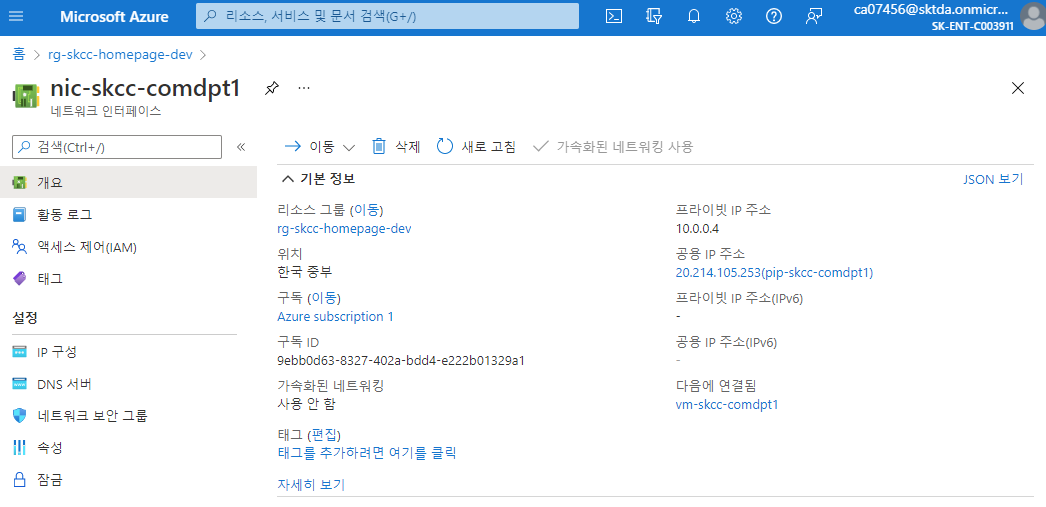 Microsoft Azure
리소스, 서비스 및 문서 검색(G+/)
ca07456@sktda.onmicr...
SK-ENT-C003911
홈 > rg-skcc-homepage-dev >
nic-skcc-comdpt1
네트워크 인터페이스
검색(Ctrl+/)
개요
활동 로그
액세스 제어(IAM)
태그
설정
IP 구성
DNS 서버
네트워크 보안 그룹
속성
잠금
이동
삭제
새로 고침
가속화된 네트워킹 사용
기본 정보
JSON 보기
리소스 그룹 (이동)
rg-skcc-homepage-dev
위치
한국 중부
구독 (이동)
Azure subscription 1
구독 ID
9ebb0d63-8327-402a-bdd4-e222b01329a1
가속화된 네트워킹
사용 안 함
프라이빗 IP 주소
10.0.0.4
공용 IP 주소
20.214.105.253(pip-skcc-comdpt1)
프라이빗 IP 주소(IPv6)
-
공용 IP 주소(IPv6)
-
다음에 연결됨
vm-skcc-comdpt1
태그 (편집)
태그를 추가하려면 여기를 클릭
자세히 보기